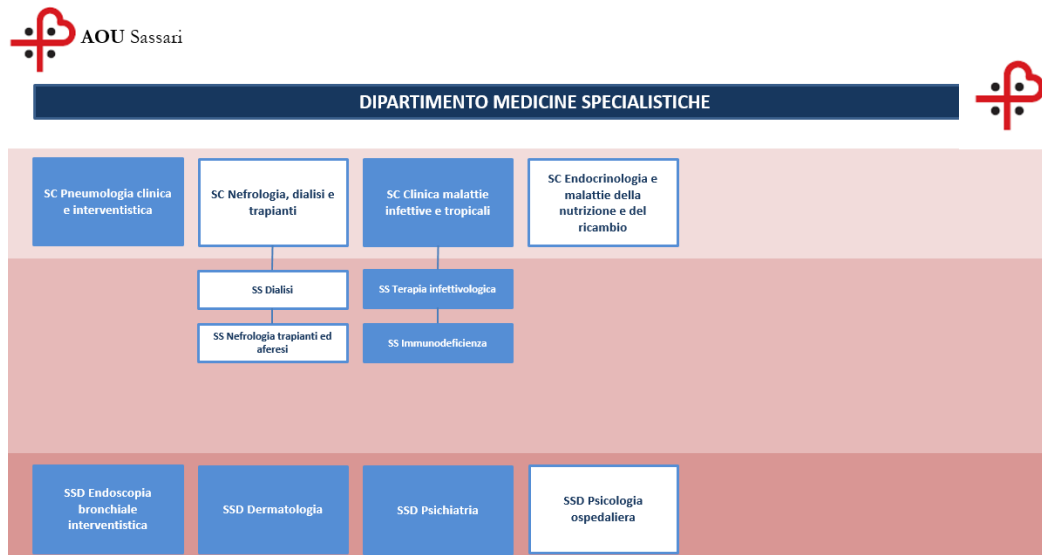 AOU Sassari
DIPARTIMENTO MEDICINE SPECIALISTICHE
SC Pneumologia clinica
e interventistica
SC Nefrologia, dialisi e
trapianti
SC Clinica malattie
infettive e tropicali
SC Endocrinologia e
malattie della
nutrizione e del
ricambio
SS Dialisi
SS Terapia infettivologica
SS Nefrologia trapianti ed
aferesi
SS Immunodeficienza
SSD Endoscopia
bronchiale
interventistica
SSD Dermatologia
SSD Psichiatria
SSD Psicologia
ospedaliera